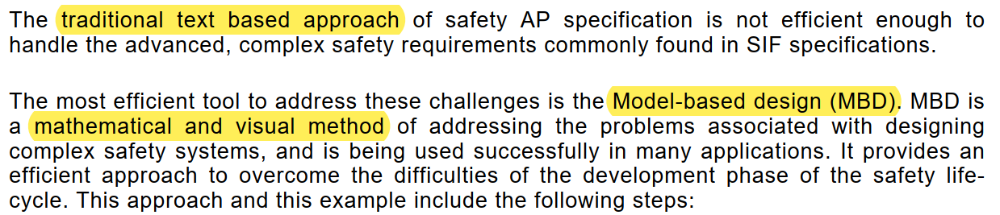 The traditional text based approach of safety AP specification is not efficient enough to
handle the advanced, complex safety requirements commonly found in SIF specifications.
The most efficient tool to address these challenges is the Model-based design (MBD). MBD is
a mathematical and visual method of addressing the problems associated with designing
complex safety systems, and is being used successfully in many applications. It provides an
efficient approach to overcome the difficulties of the development phase of the safety life-
cycle. This approach and this example include the following steps: